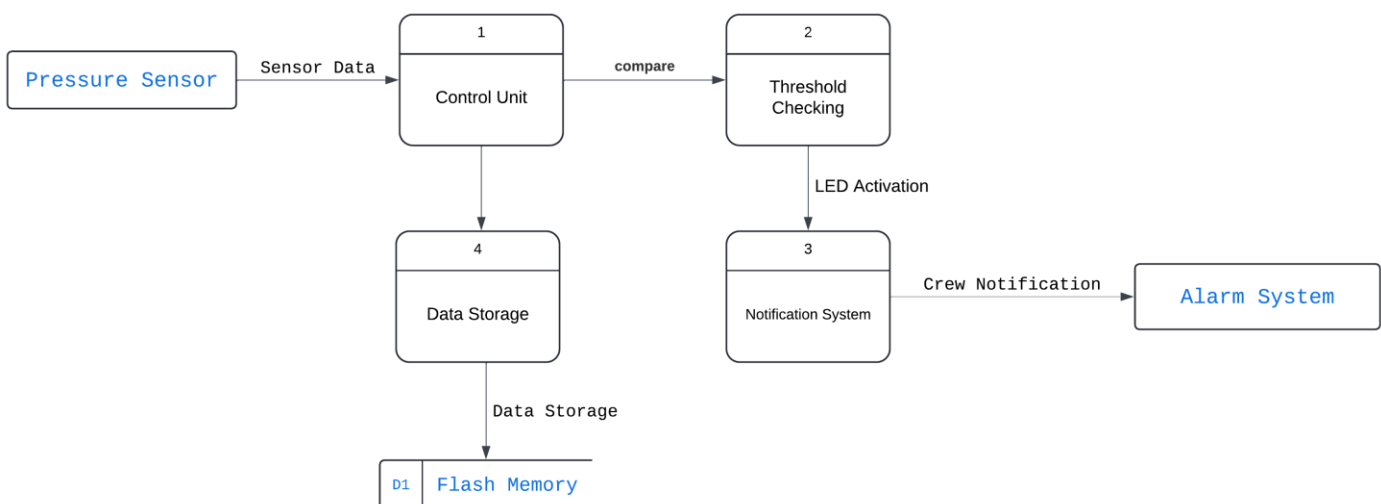 1
2
Pressure Sensor
Sensor Data
Control Unit
compare
Threshold
Checking
LED Activation
4
3
Data Storage
Notification System
Crew Notification
Alarm System
Data Storage
D1
Flash Memory